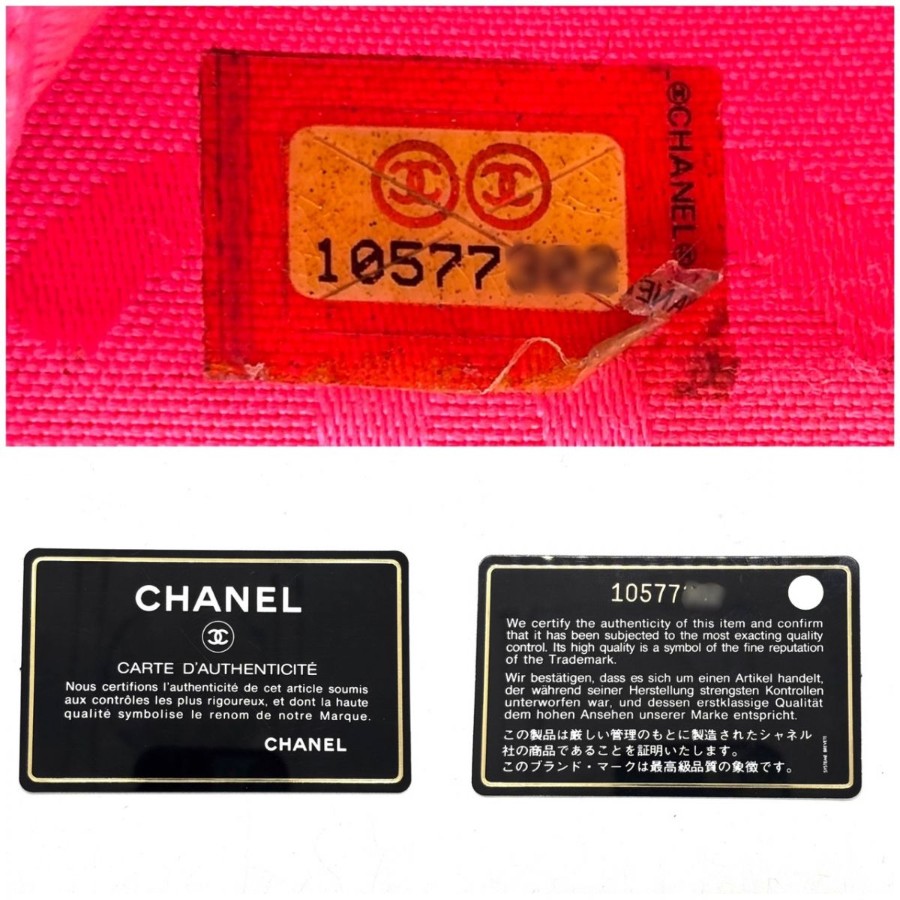 CHANEL
10577
CHANEL
CARTE D'AUTHENTICITÉ
Nous certifions l'authenticité de cet article soumis
aux contrôles les plus rigoureux, et dont la haute
qualité symbolise le renom de notre Marque.
CHANEL
10577
We certify the authenticity of this item and confirm
that it has been subjected to the most exacting quality
control. Its high quality is a symbol of the fine reputation
of the Trademark.
Wir bestätigen, dass es sich um einen Artikel handelt,
der während seiner Herstellung strengsten Kontrollen
unterworfen war, und dessen erstklassige Qualität
dem hohen Ansehen unserer Marke entspricht.
この製品は厳しい管理のもとに製造されたシャネル
社の商品であることを証明いたします。
このブランド・マークは最高級品質の象徴です。